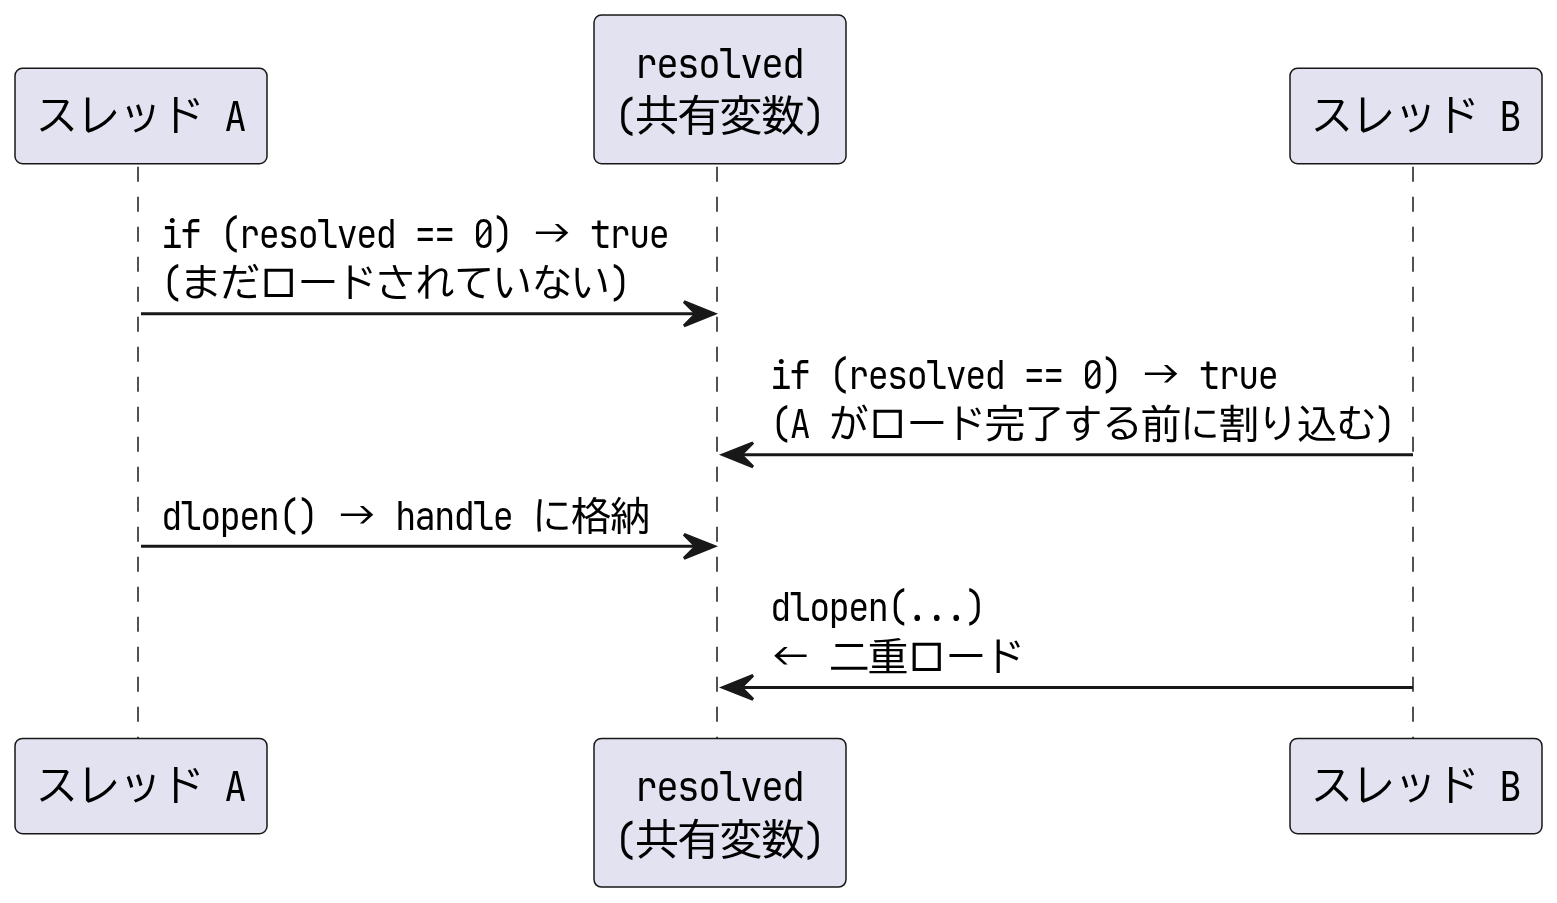 スレッド A
resolved
(共有変数)
スレッド B
if (resolved == 0) → true
(まだロードされていない)
if (resolved == 0) → true
(A がロード完了する前に割り込む)
dlopen() → handle に格納
dlopen(...)
← 二重ロード
スレッド A
resolved
(共有変数)
スレッド B